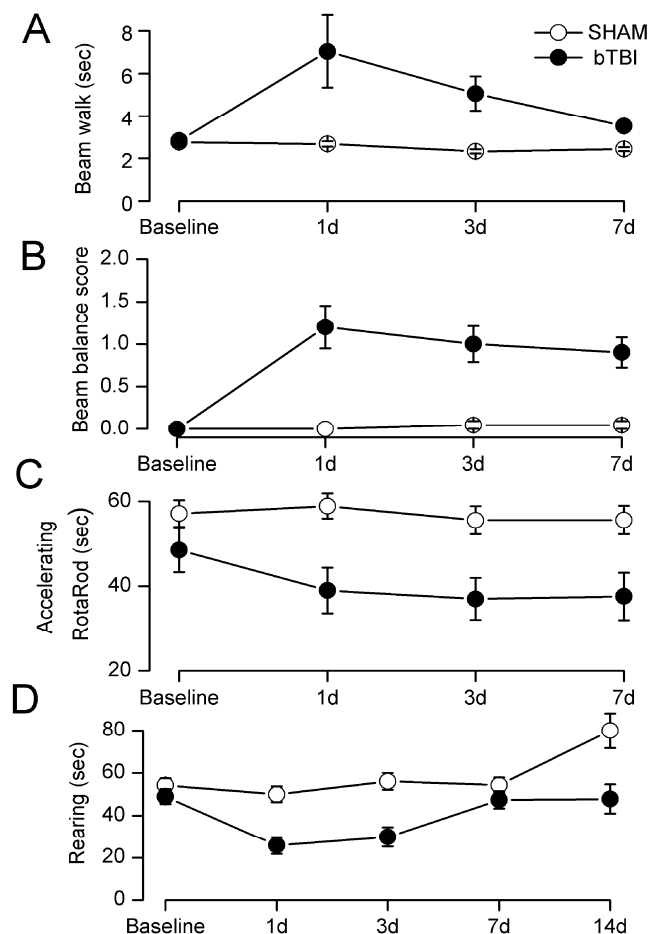 A
SHAM
bTBI
Beam walk (sec)
8
6
4
2
0
Baseline 1d 3d 7d
B
Beam balance score
2.0
1.5
1.0
0.5
0.0
Baseline 1d 3d 7d
C
Accelerating
RotaRod (sec)
60
40
20
Baseline 1d 3d 7d
D
Rearing (sec)
80
60
40
20
0
Baseline 1d 3d 7d 14d